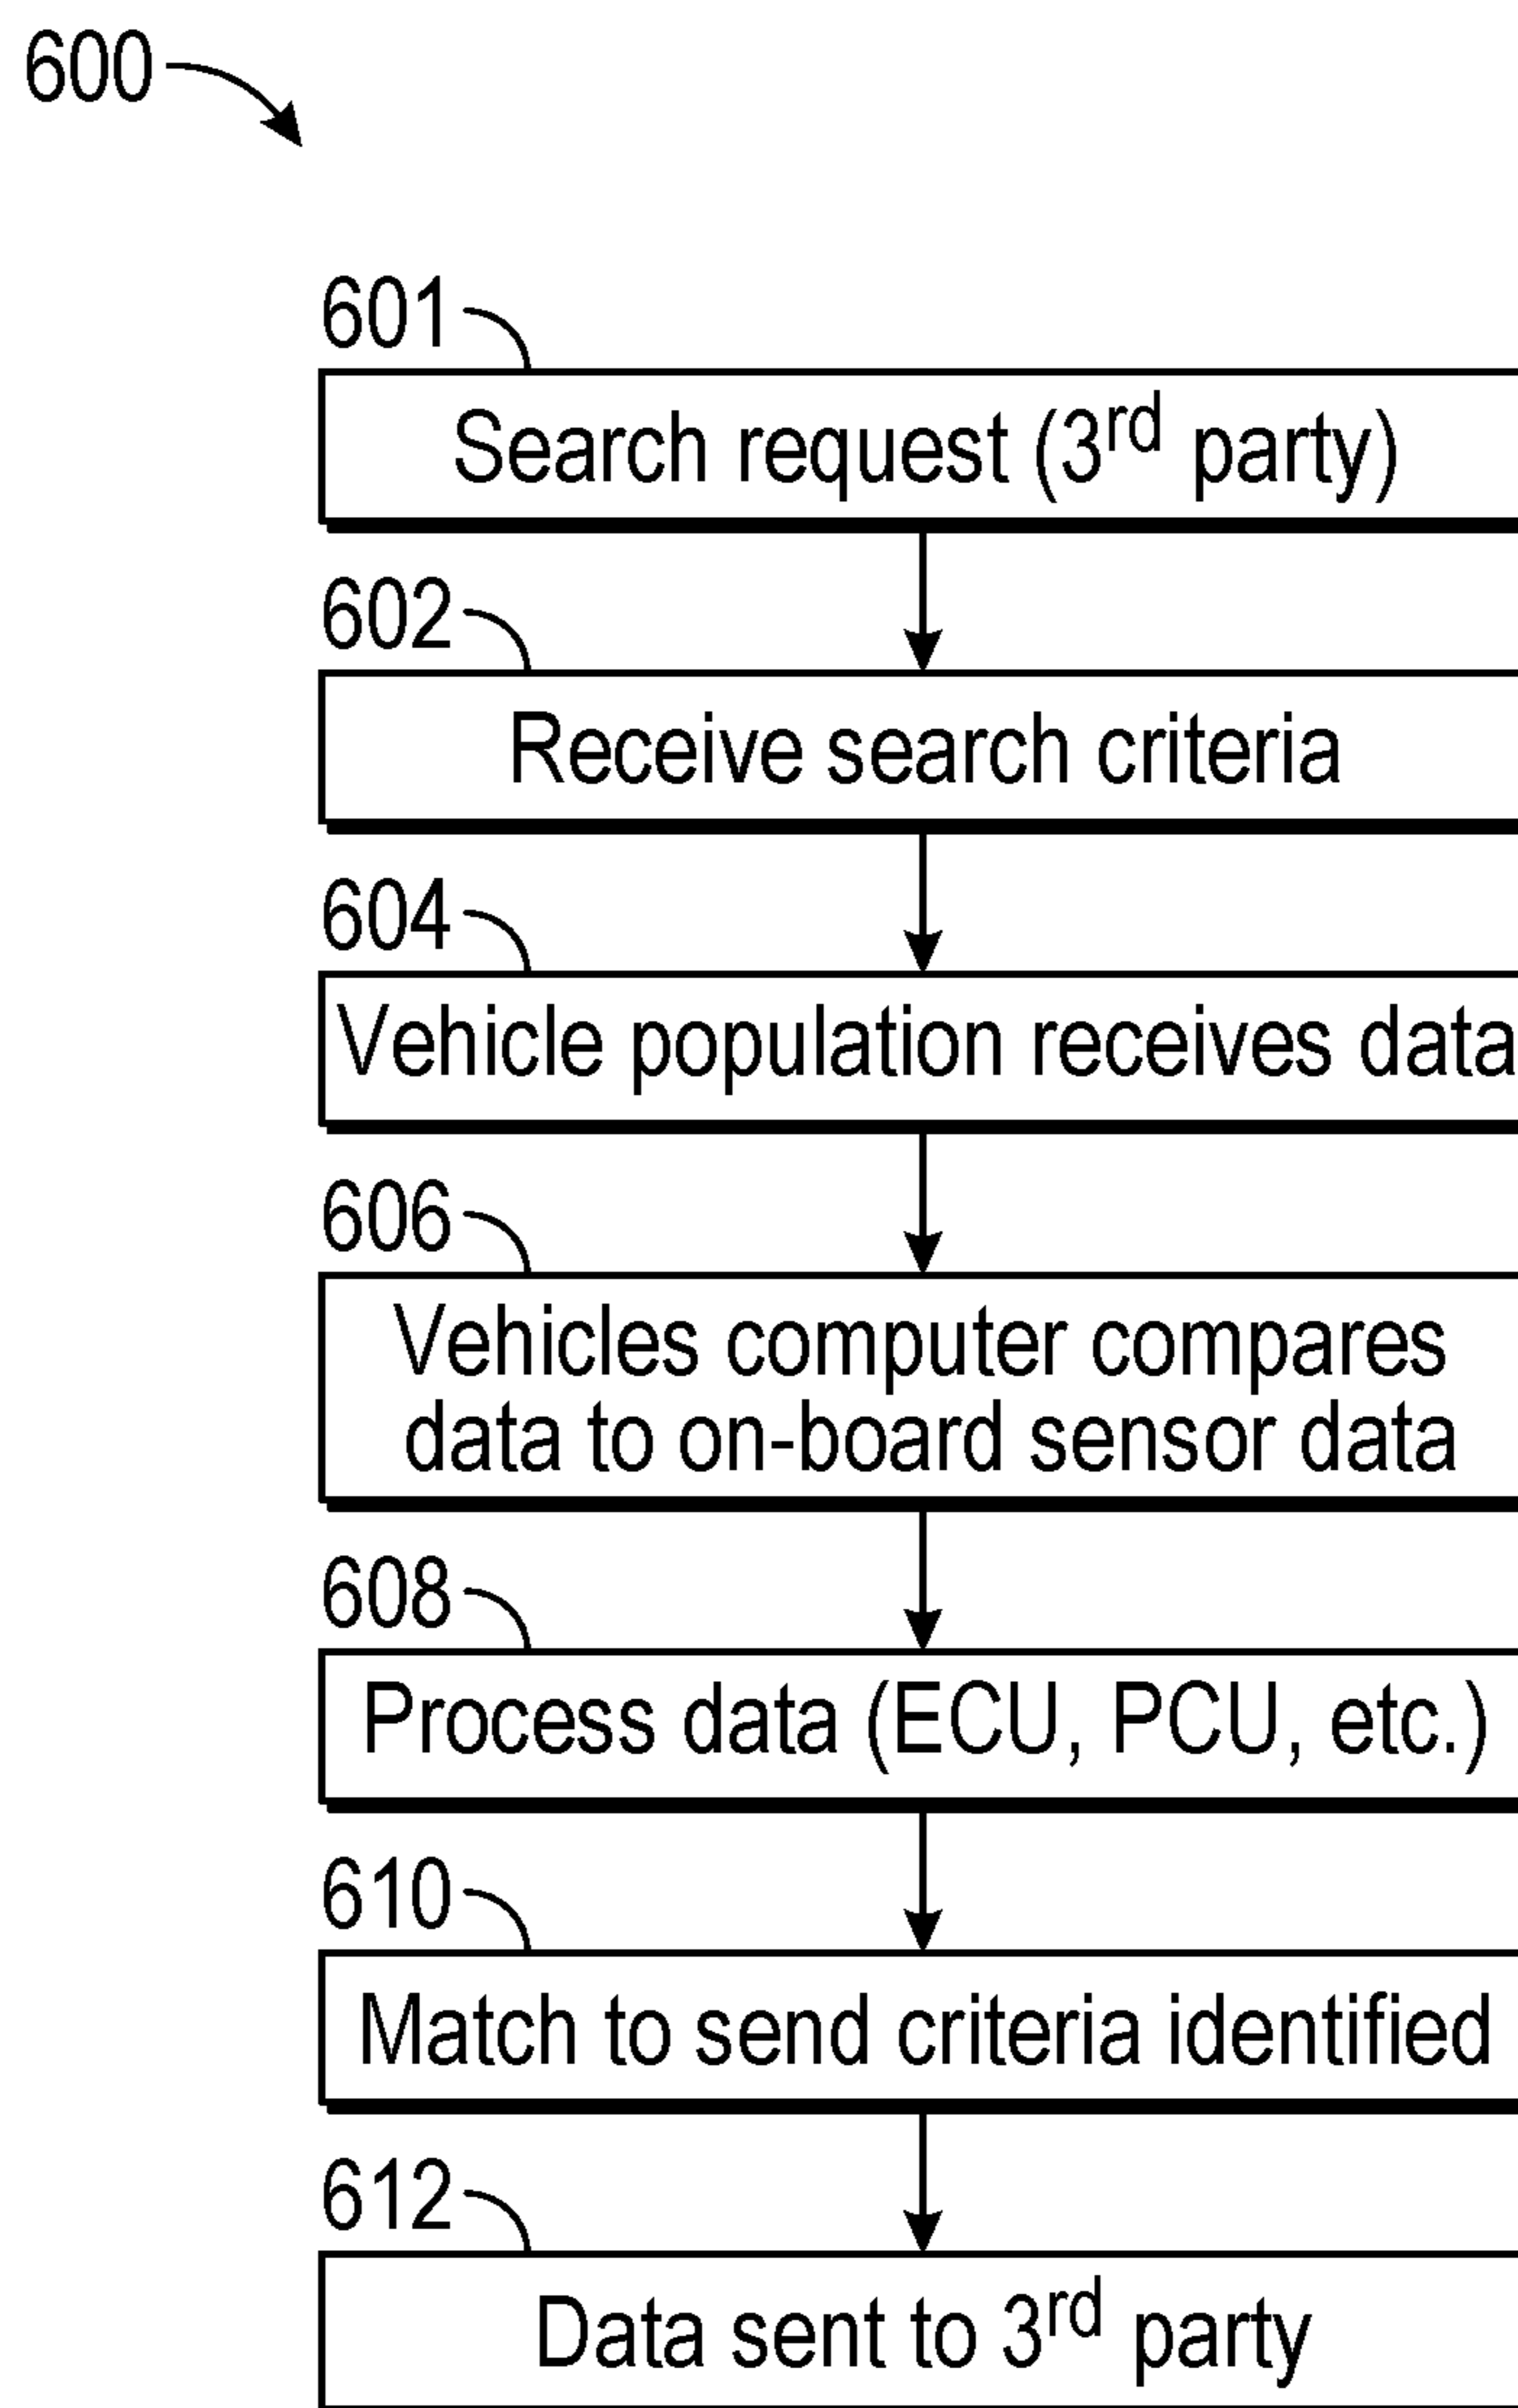 600
601
Search request (3rd party)
602
Receive search criteria
604
Vehicle population receives data
606
Vehicles computer compares
data to on-board sensor data
608
Process data (ECU, PCU, etc.)
610
Match to send criteria identified
612
Data sent to 3rd party